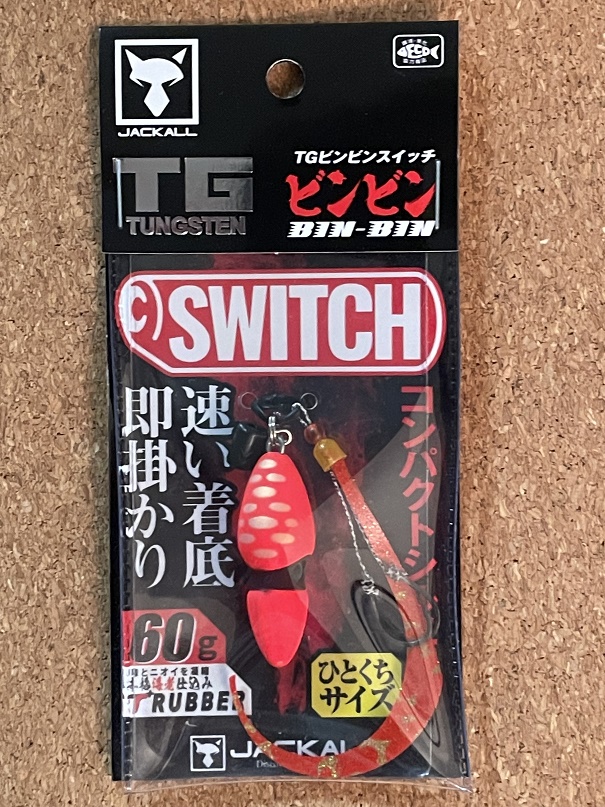 JACKALL
TG
TUNGSTEN
TGビンビンスイッチ
ビンビン
BIN-BIN
SWITCH
速い着底
即掛かり
コンパクトシ
60g
RUBBER
ひとくち
サイズ
JACKALL